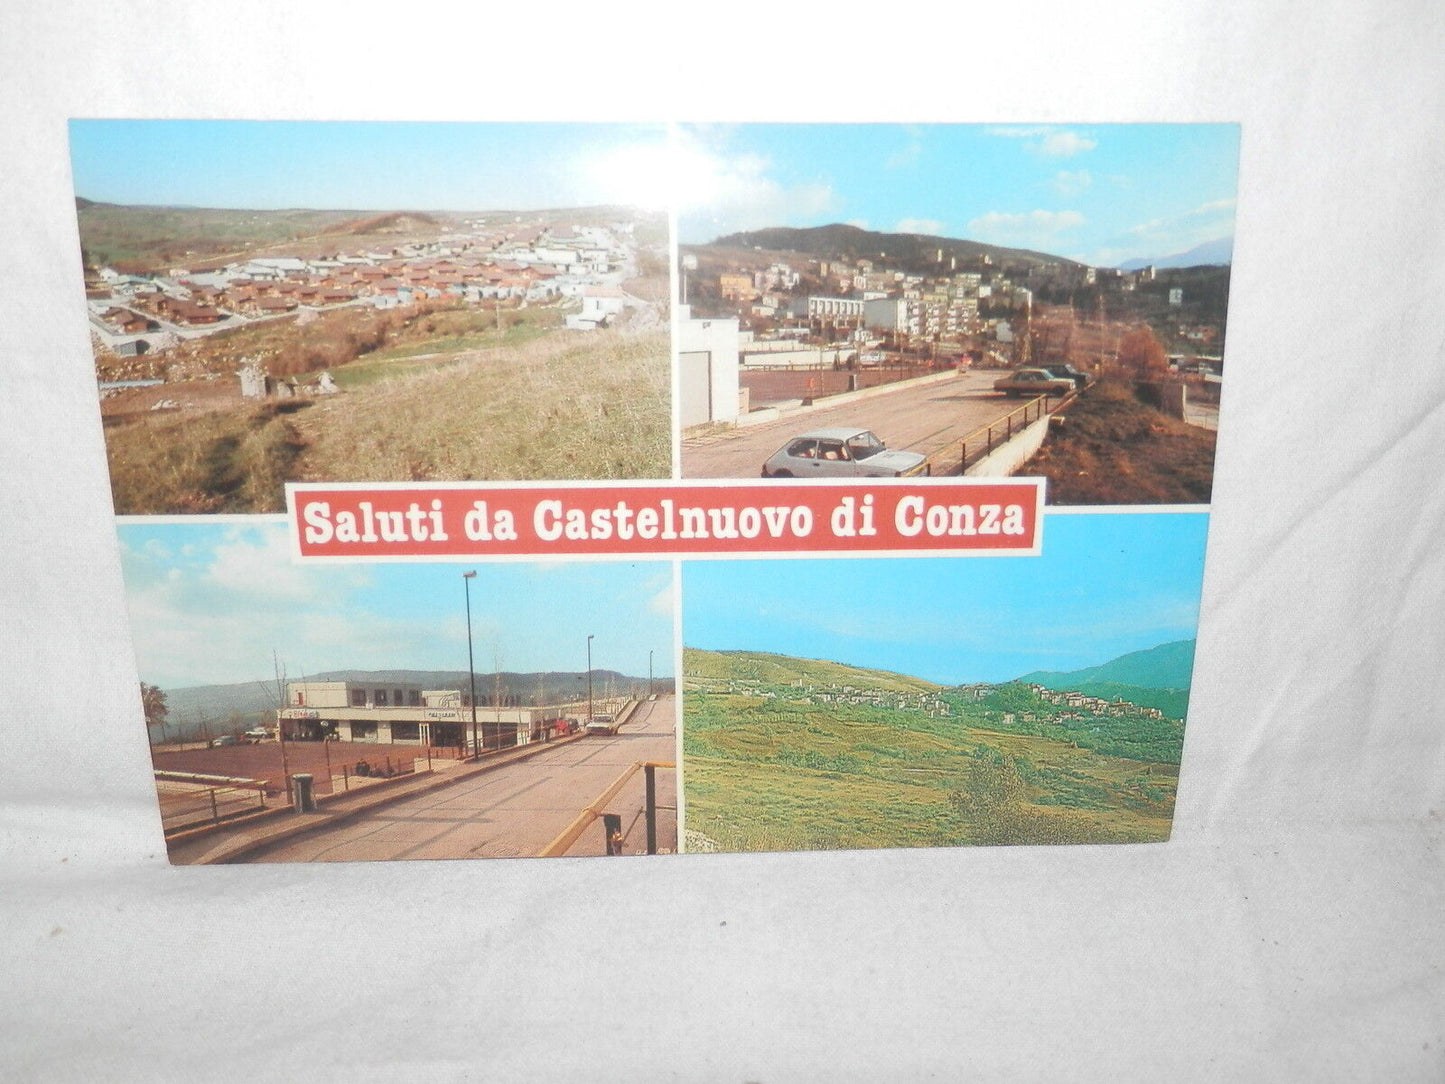 Saluti da Castelnuovo di Conza